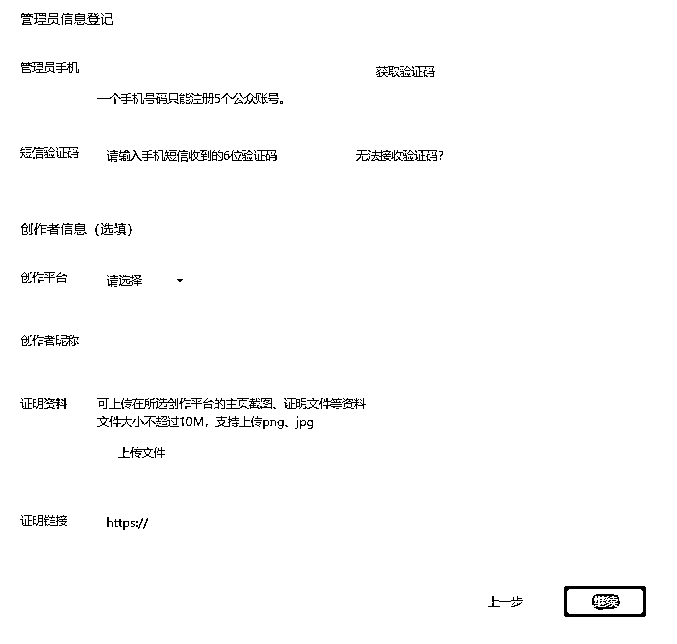 管理员信息登记
管理员手机
获取验证码
一个手机号码只能注册5个公众账号。
短信验证码 请输入手机短信收到的6位验证码 无法接收验证码?
创作者信息（选填）
创作平台 请选择
创作者昵称
证明资料 可上传在所选创作平台的主页截图、证明文件等资料
文件大小不超过10M，支持上传png、jpg
上传文件
证明链接 https://
上一步 继续